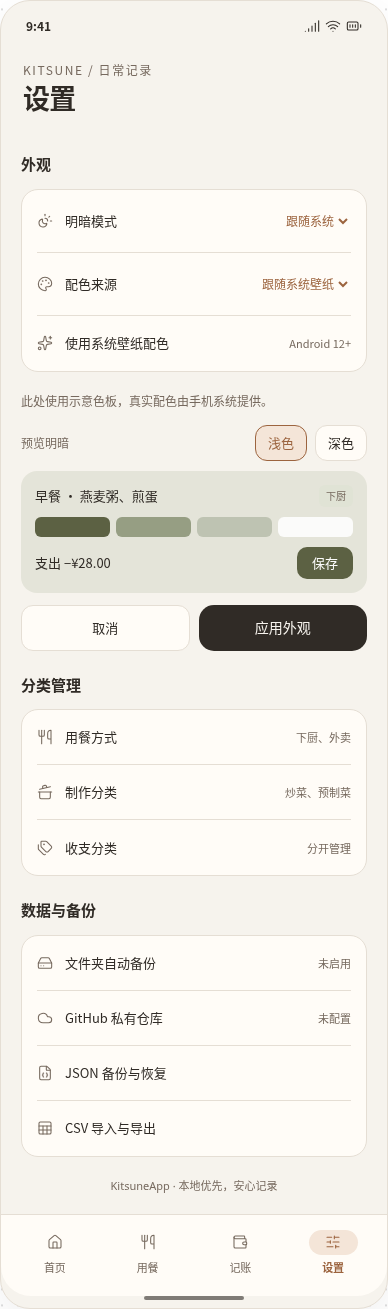 9:41
KITSUNE / 日常记录
设置
外观
明暗模式 跟随系统
配色来源 跟随系统壁纸
使用系统壁纸配色 Android 12+
此处使用示意色板，真实配色由手机系统提供。
预览明暗 浅色 深色
早餐 · 燕麦粥、煎蛋 下厨
支出 −¥28.00 保存
取消 应用外观
分类管理
用餐方式 下厨、外卖
制作分类 炒菜、预制菜
收支分类 分开管理
数据与备份
文件夹自动备份 未启用
GitHub 私有仓库 未配置
JSON 备份与恢复
CSV 导入与导出
KitsuneApp · 本地优先，安心记录
首页 用餐 记账 设置